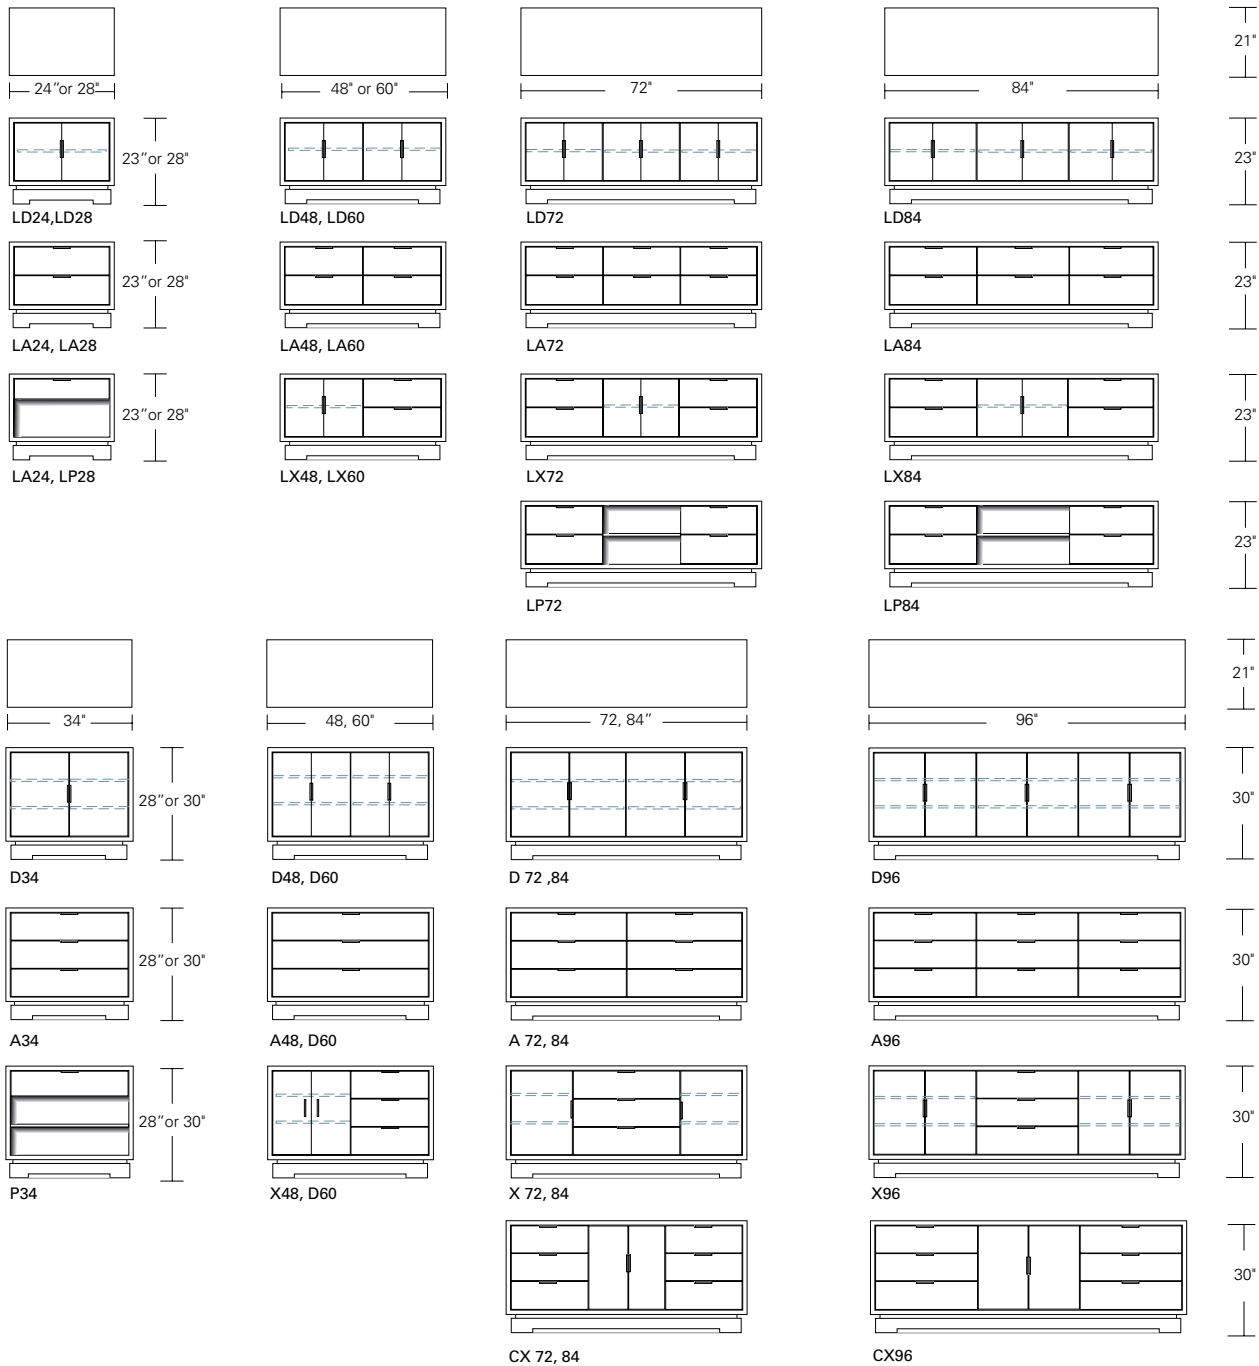 21"
24” or 28"
48" or 60"
72"
84"
23” or 28"
23"
LD24,LD28
LD48, LD60
LD72
LD84
23” or 28"
23"
LA24, LA28
LA48, LA60
LA72
LA84
23” or 28"
23"
LA24, LP28
LX48, LX60
LX72
LX84
23"
LP72
LP84
21"
34"
48, 60"
72, 84”
96"
28” or 30"
30"
D34
D48, D60
D 72 ,84
D96
28” or 30"
30"
A34
A48, D60
A 72, 84
A96
28” or 30"
30"
P34
X48, D60
X 72, 84
X96
30"
CX 72, 84
CX96